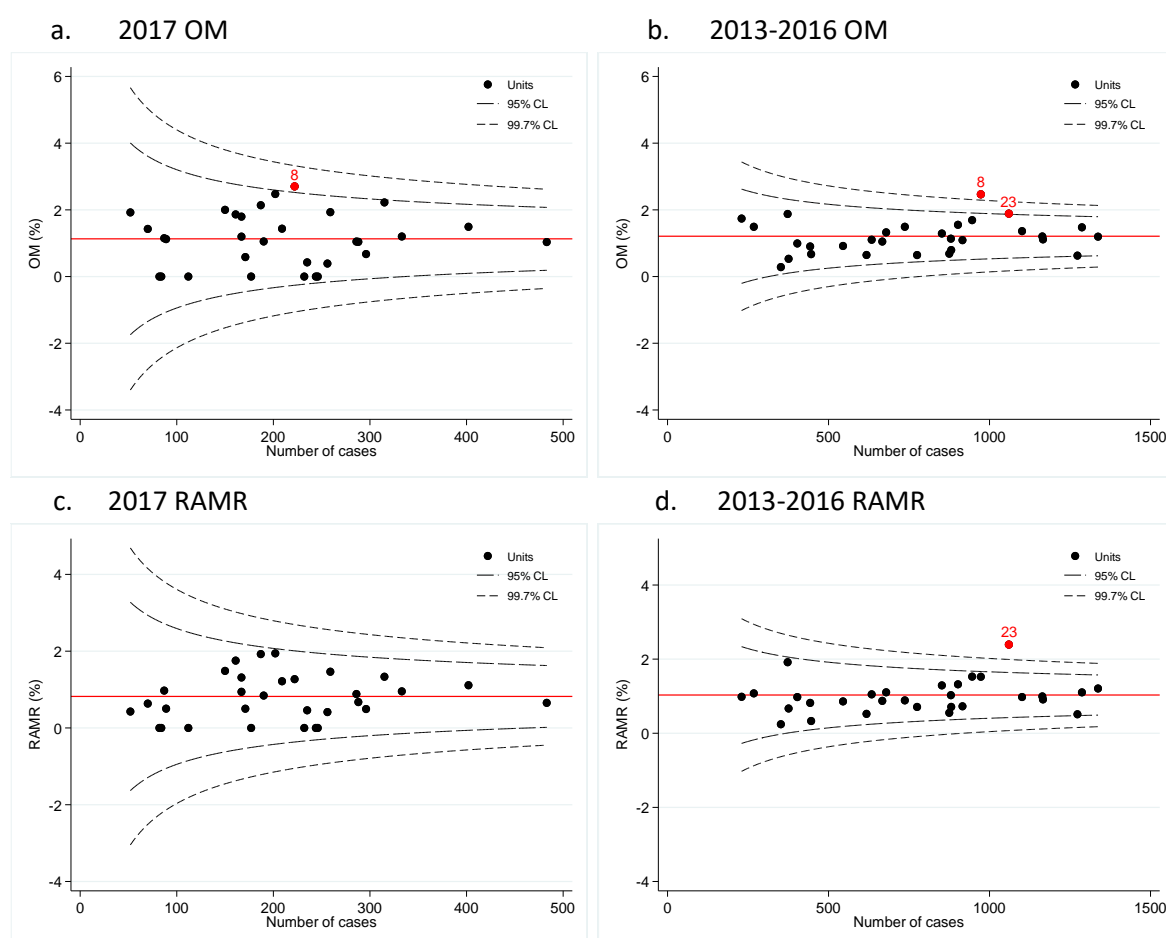 a. 2017 OM
6
4
2
0
-2
-4
OM (%)
0 100 200 300 400 500
Number of cases
Units
95% CL
99.7% CL
8
b. 2013-2016 OM
6
4
2
0
-2
-4
OM (%)
0 500 1000 1500
Number of cases
Units
95% CL
99.7% CL
8
23
c. 2017 RAMR
4
2
0
-2
-4
RAMR (%)
0 100 200 300 400 500
Number of cases
Units
95% CL
99.7% CL
d. 2013-2016 RAMR
4
2
0
-2
-4
RAMR (%)
0 500 1000 1500
Number of cases
Units
95% CL
99.7% CL
23